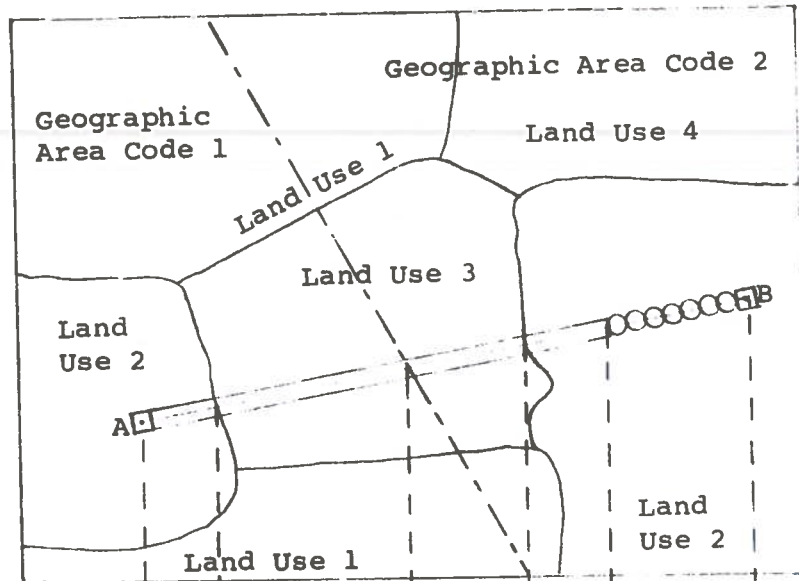 Geographic Area Code 2
Geographic
Area Code 1
Land Use 4
Land Use 1
Land Use 3
Land
Use 2
B
A
Land
Use 2
Land Use 1